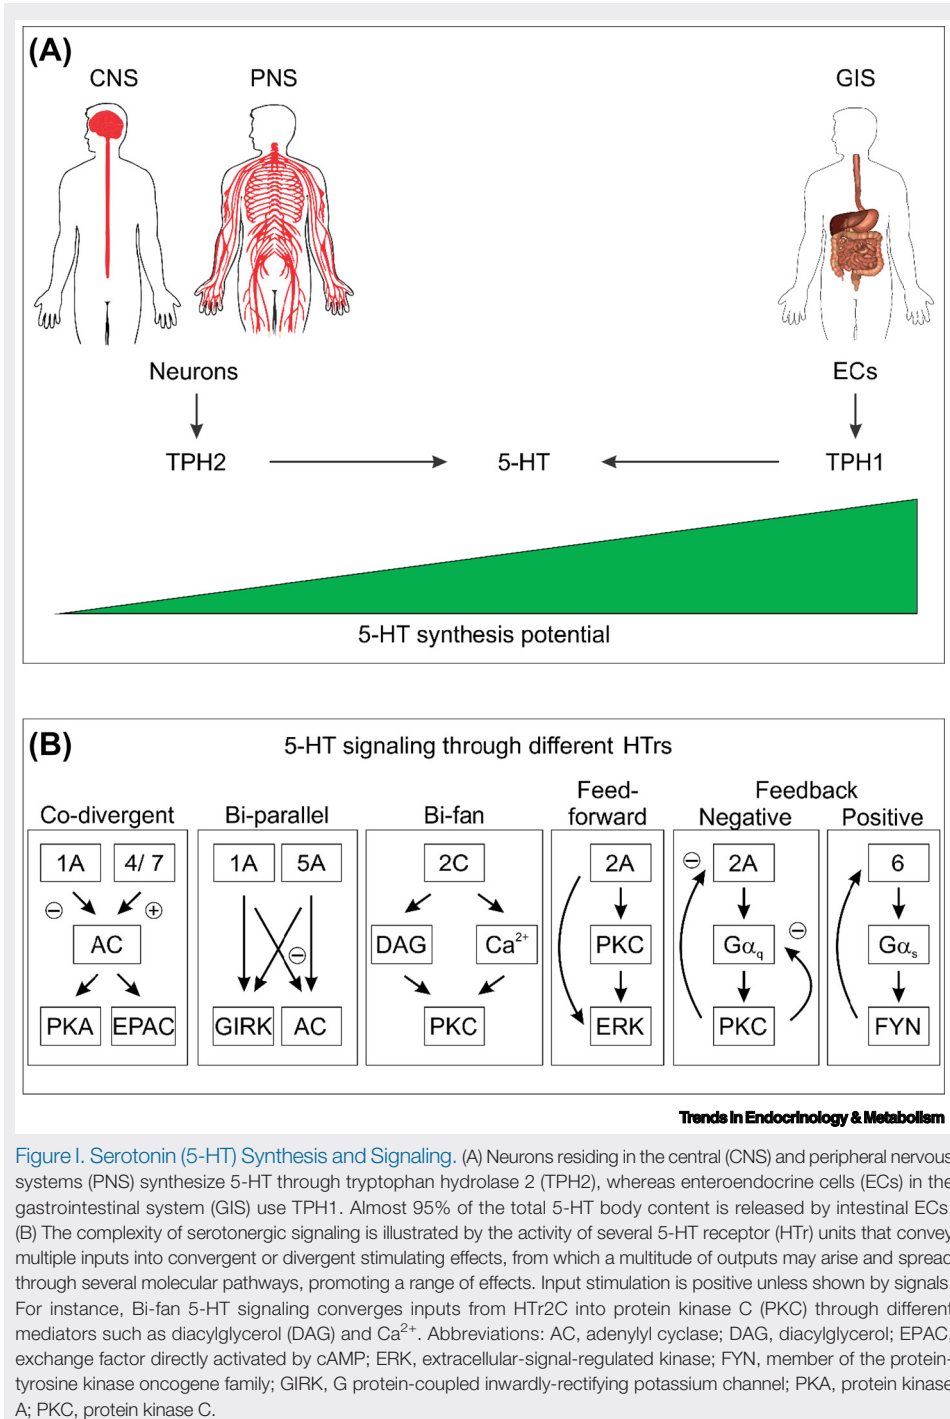 (A)
CNS PNS GIS
Neurons ECs
TPH2 5-HT TPH1
5-HT synthesis potential
(B) 5-HT signaling through different HTrs
Co-divergent Bi-parallel Bi-fan Feed-forward Feedback Negative Positive
1A 4/ 7
⊖ ⊕
AC
PKA EPAC
1A 5A
⊖
GIRK AC
2C
DAG Ca²⁺
PKC
2A
PKC
ERK
⊖ 2A
Gαq ⊖
PKC
6
Gαs
FYN
Trends in Endocrinology & Metabolism
Figure I. Serotonin (5-HT) Synthesis and Signaling. (A) Neurons residing in the central (CNS) and peripheral nervous
systems (PNS) synthesize 5-HT through tryptophan hydrolase 2 (TPH2), whereas enteroendocrine cells (ECs) in the
gastrointestinal system (GIS) use TPH1. Almost 95% of the total 5-HT body content is released by intestinal ECs.
(B) The complexity of serotonergic signaling is illustrated by the activity of several 5-HT receptor (HTr) units that convey
multiple inputs into convergent or divergent stimulating effects, from which a multitude of outputs may arise and spread
through several molecular pathways, promoting a range of effects. Input stimulation is positive unless shown by signals.
For instance, Bi-fan 5-HT signaling converges inputs from HTr2C into protein kinase C (PKC) through different
mediators such as diacylglycerol (DAG) and Ca²⁺. Abbreviations: AC, adenylyl cyclase; DAG, diacylglycerol; EPAC,
exchange factor directly activated by cAMP; ERK, extracellular-signal-regulated kinase; FYN, member of the protein-
tyrosine kinase oncogene family; GIRK, G protein-coupled inwardly-rectifying potassium channel; PKA, protein kinase
A; PKC, protein kinase C.